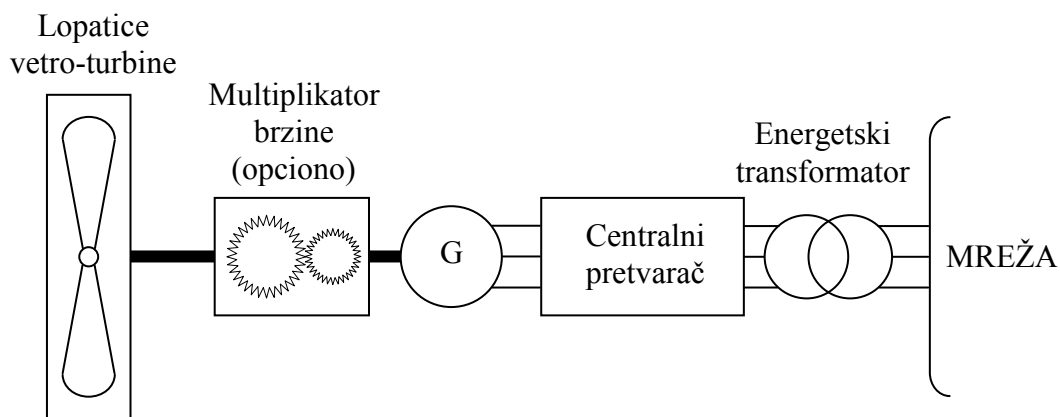 Lopatice
vetro-turbine
Multiplikator
brzine
(opciono)
G
Centralni
pretvarač
Energetski
transformator
MREŽA